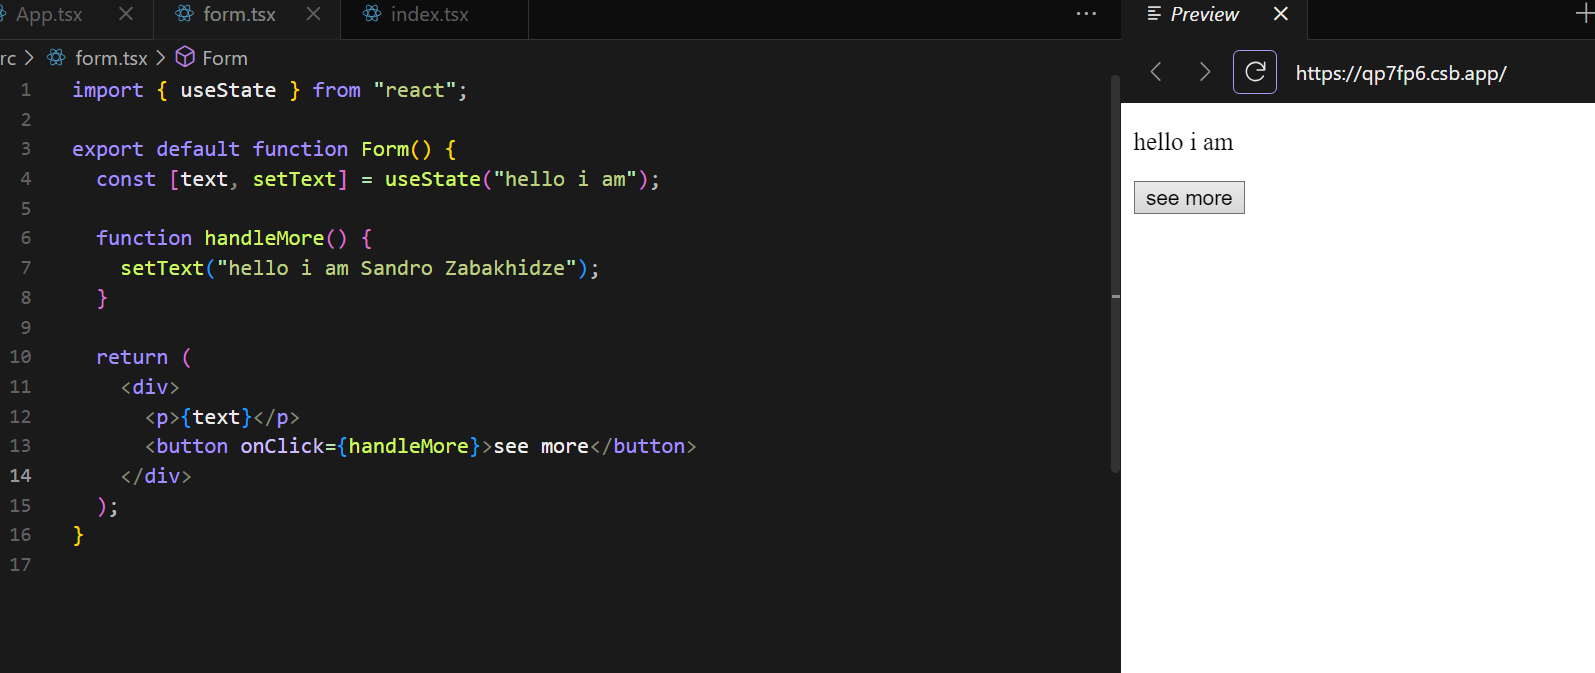 App.tsx form.tsx index.tsx ···
rc > form.tsx > Form
1 import { useState } from "react";
2
3 export default function Form() {
4   const [text, setText] = useState("hello i am");
5
6   function handleMore() {
7     setText("hello i am Sandro Zabakhidze");
8   }
9
10   return (
11     <div>
12       <p>{text}</p>
13       <button onClick={handleMore}>see more</button>
14     </div>
15   );
16 }
17
Preview
https://qp7fp6.csb.app/
hello i am
see more